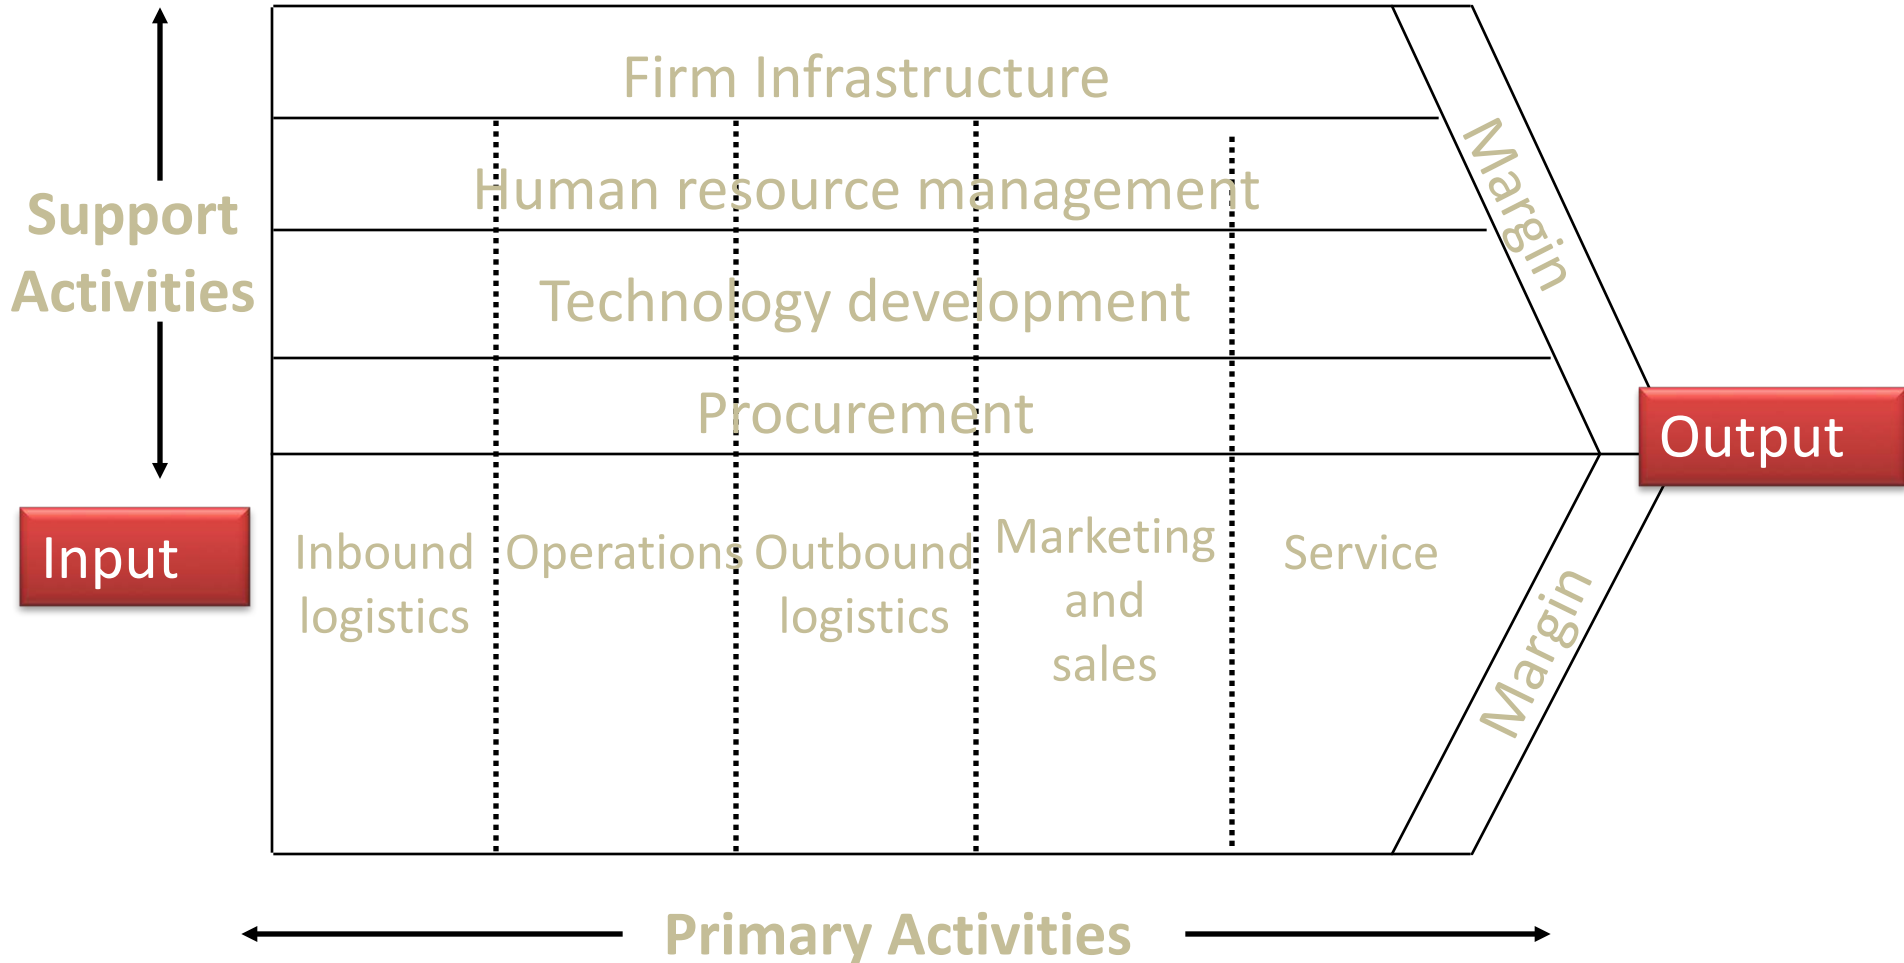 Firm Infrastructure
Human resource management
Technology development
Procurement
Support
Activities
Margin
Output
Input
Inbound
logistics
Operations
Outbound
logistics
Marketing
and
sales
Service
Margin
Primary Activities